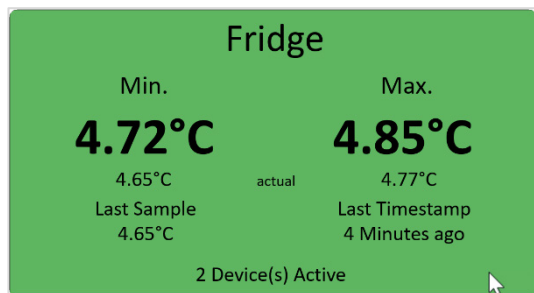 Fridge
Min. Max.
4.72°C 4.85°C
4.65°C actual 4.77°C
Last Sample Last Timestamp
4.65°C 4 Minutes ago
2 Device(s) Active